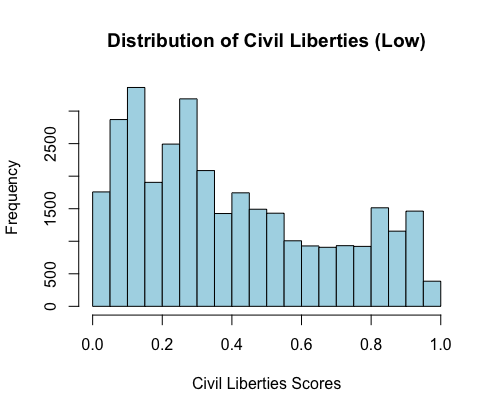 Distribution of Civil Liberties (Low)
Frequency
2500
1500
500
0
0.0 0.2 0.4 0.6 0.8 1.0
Civil Liberties Scores